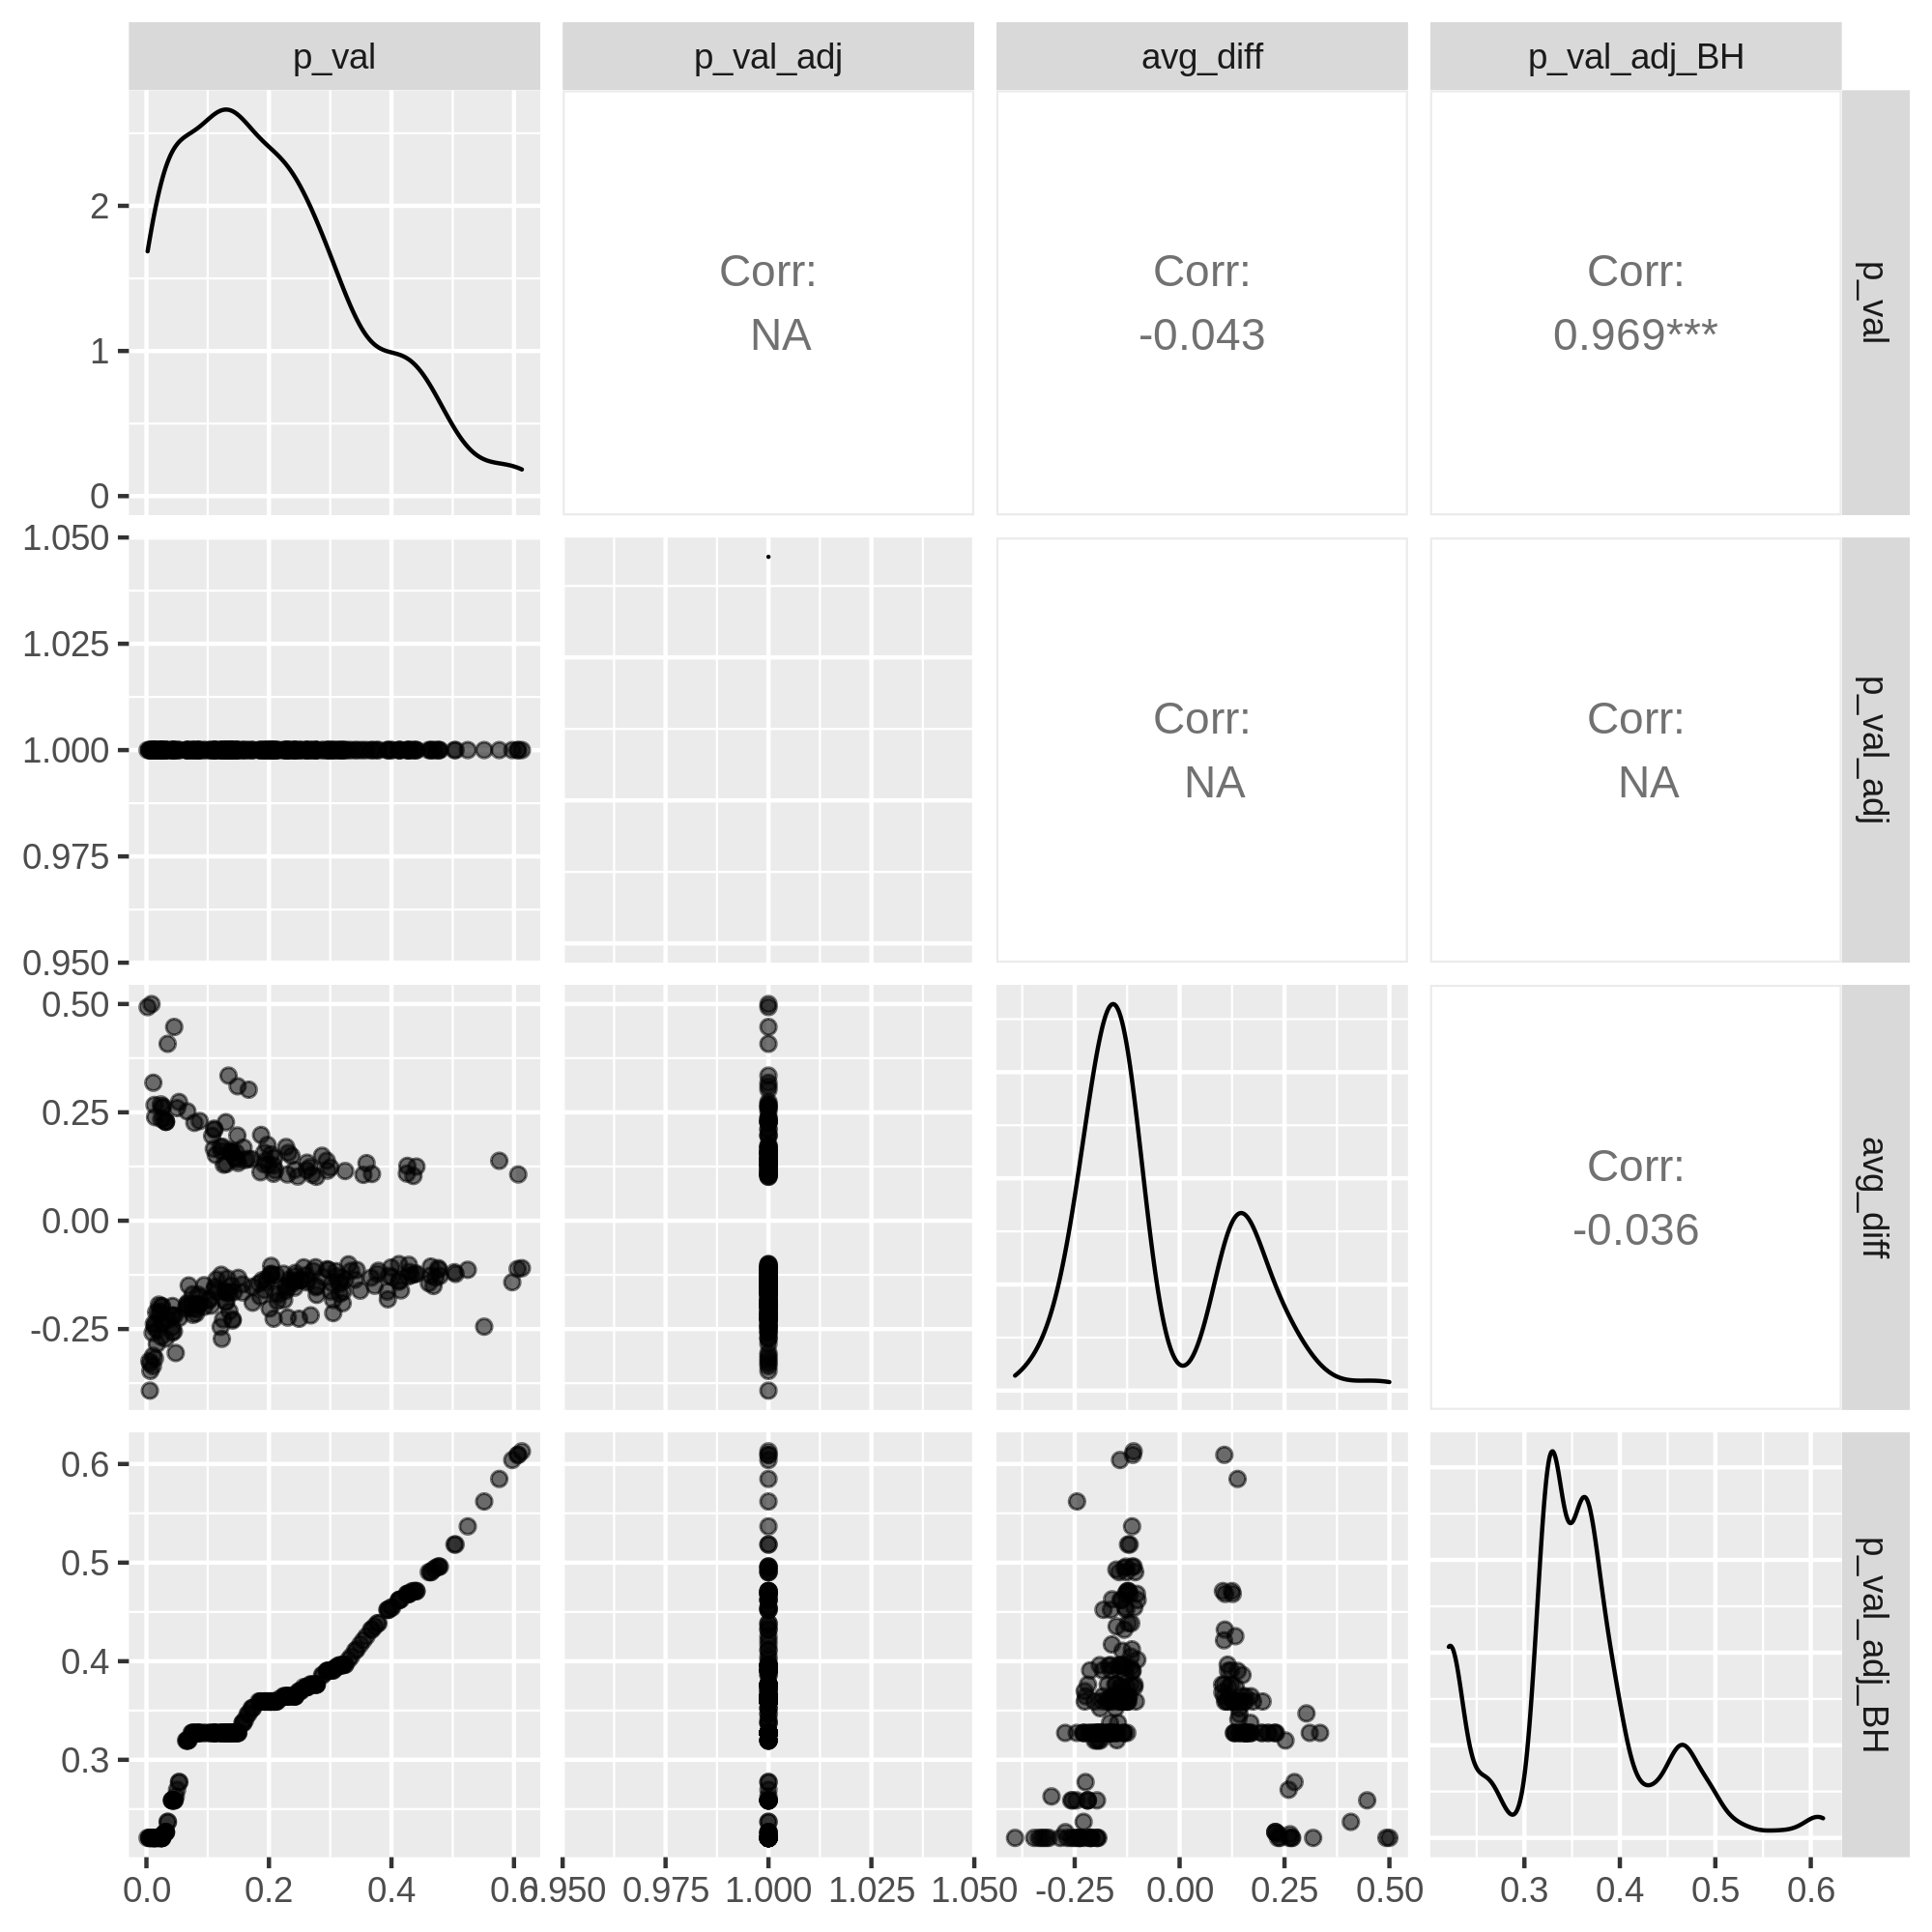 p_val
p_val_adj
avg_diff
p_val_adj_BH
2
1
0
Corr:
NA
Corr:
-0.043
Corr:
0.969***
p_val
1.050
1.025
1.000
0.975
0.950
Corr:
NA
Corr:
NA
p_val_adj
0.50
0.25
0.00
-0.25
Corr:
-0.036
avg_diff
0.6
0.5
0.4
0.3
p_val_adj_BH
0.0
0.2
0.4
0.6
0.950
0.975
1.000
1.025
1.050
-0.25
0.00
0.25
0.50
0.3
0.4
0.5
0.6